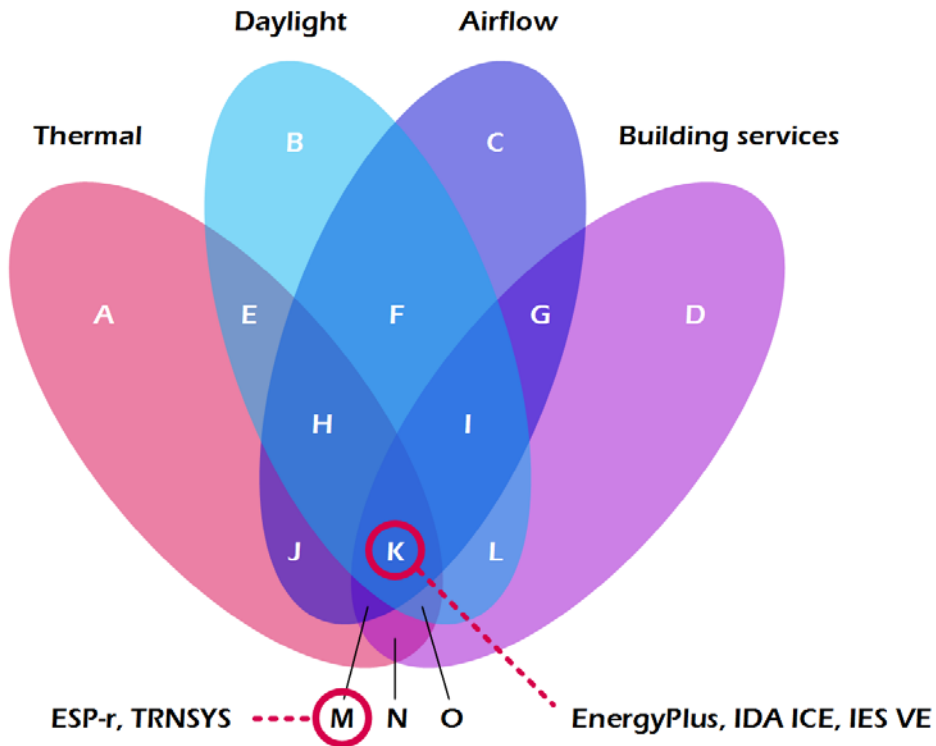 Daylight Airflow
Thermal Building services
B C
A E F G D
H I
J K L
ESP-r, TRNSYS M N O EnergyPlus, IDA ICE, IES VE